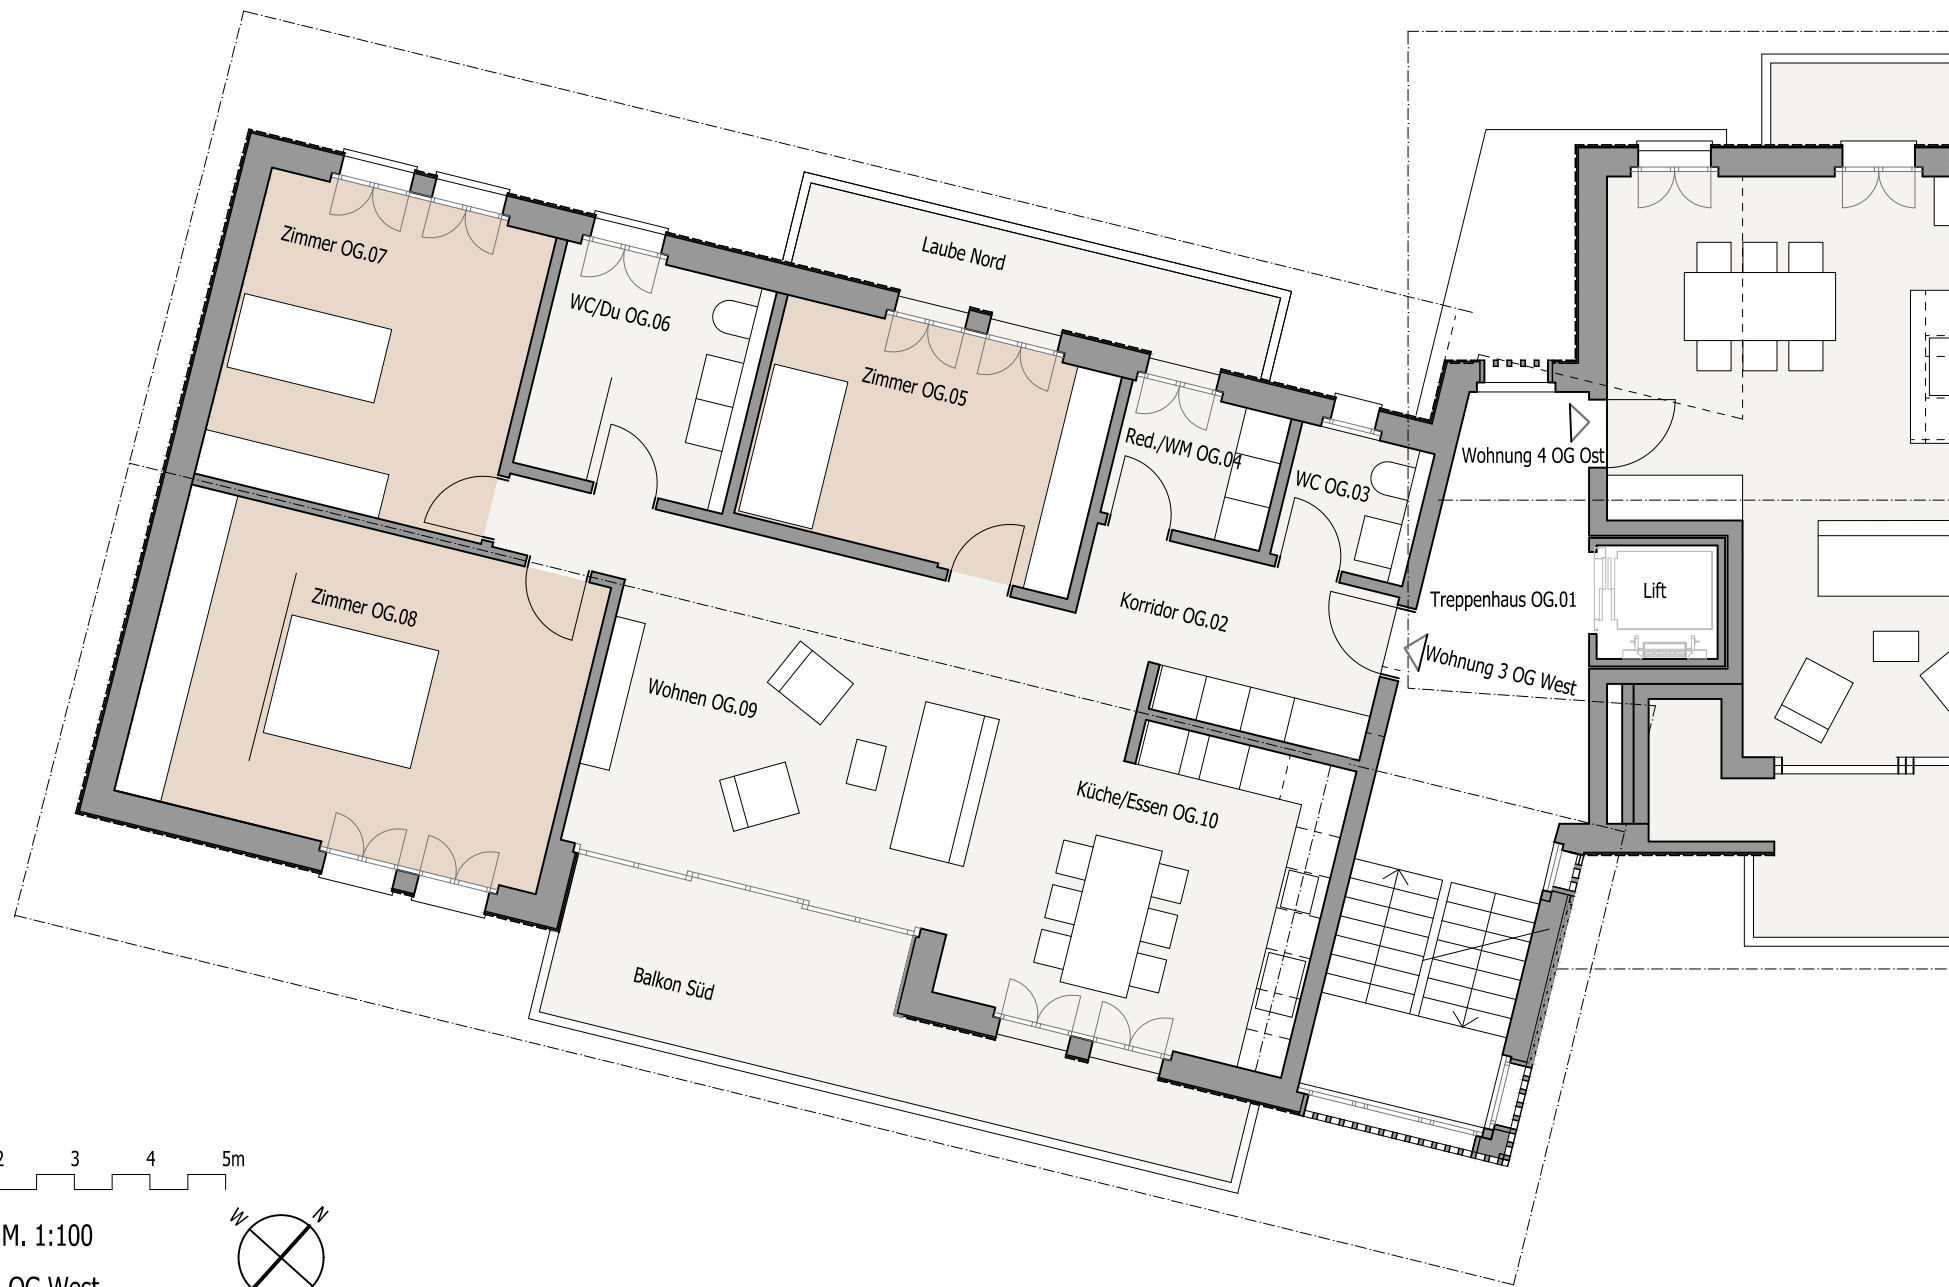 Zimmer OG.07
WC/Du OG.06
Laube Nord
Zimmer OG.05
Red./WM OG.04
WC OG.03
Wohnung 4 OG Ost
Zimmer OG.08
Korridor OG.02
Treppenhaus OG.01
Lift
Wohnung 3 OG West
Wohnen OG.09
Küche/Essen OG.10
Balkon Süd
2 3 4 5m
W N
M. 1:100
OG West